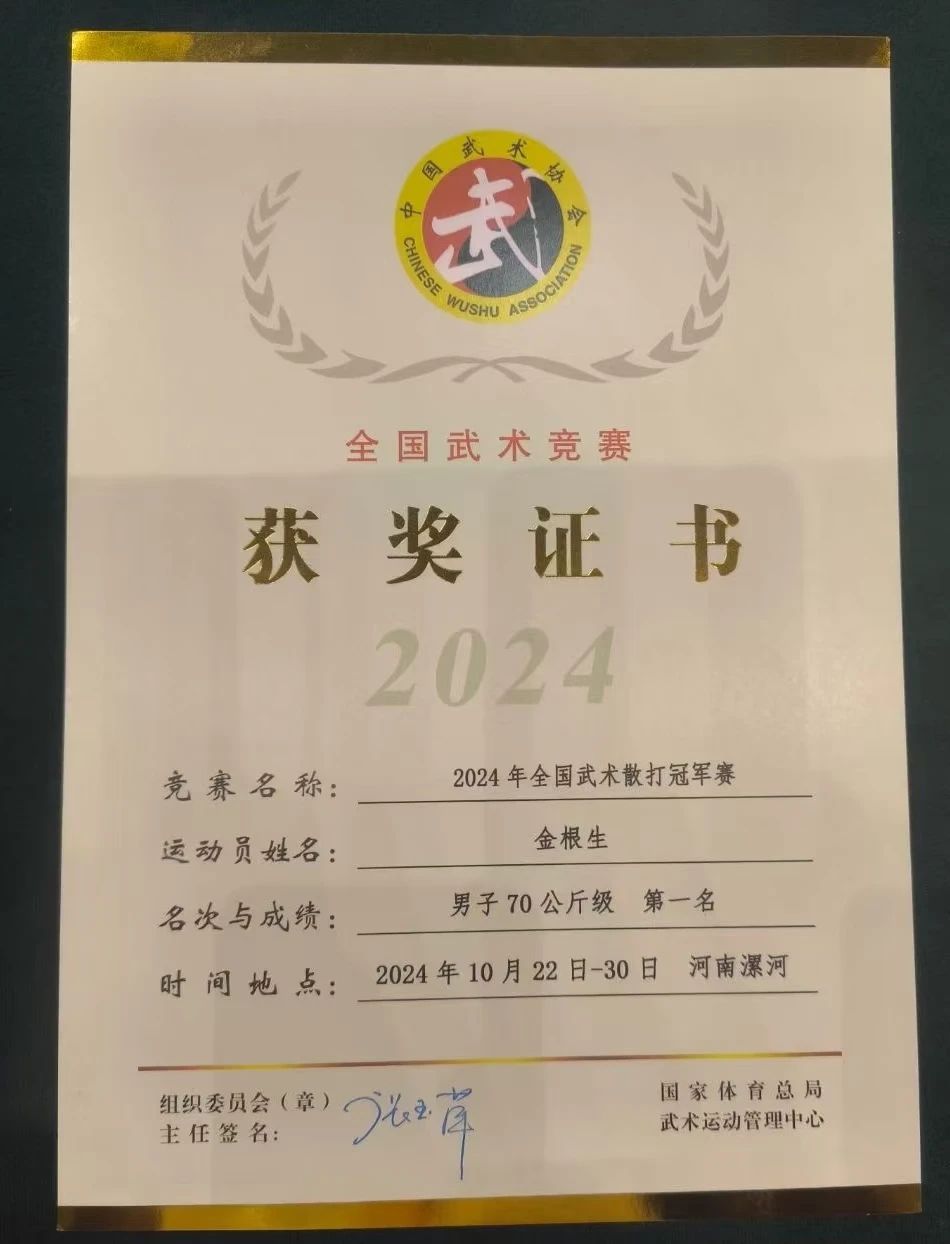 中国武术协会
武
CHINESE WUSHU ASSOCIATION
全国武术竞赛
获奖证书
2024
竞赛名称：2024年全国武术散打冠军赛
运动员姓名：金根生
名次与成绩：男子70公斤级 第一名
时间地点：2024年10月22日-30日 河南漯河
组织委员会（章）
主任签名：
国家体育总局
武术运动管理中心